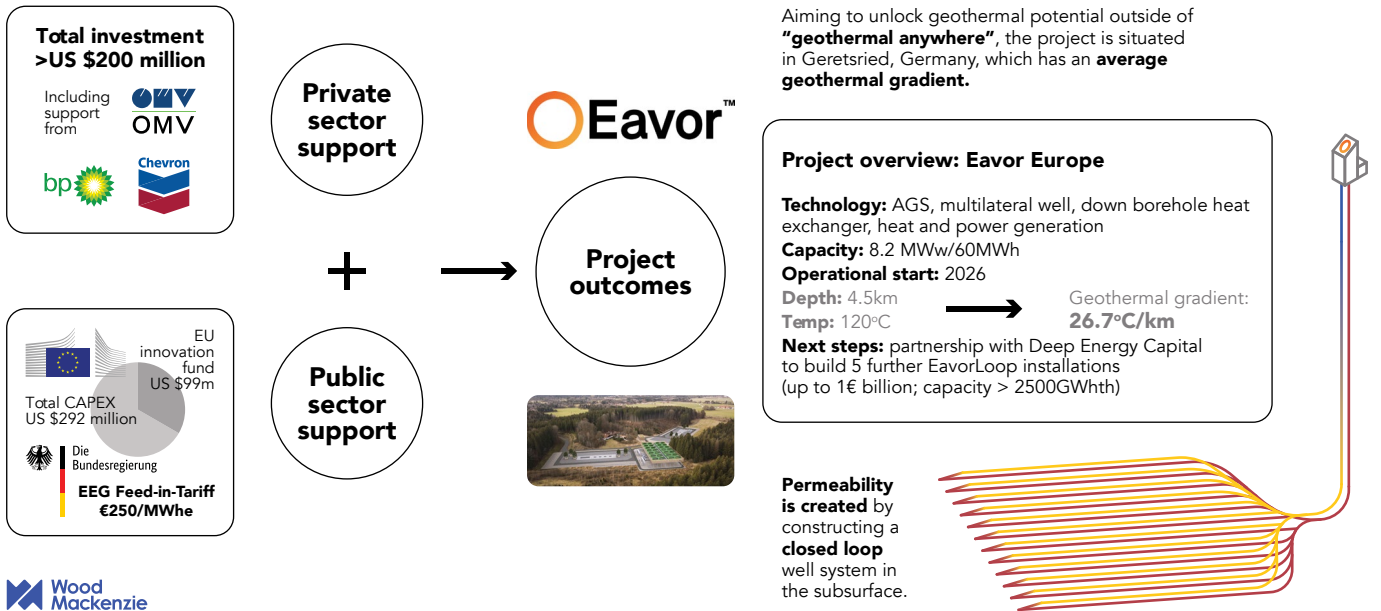 Total investment
>US $200 million
Including
support
from
OMV
OMV
bp
Chevron
Private
sector
support
EU
innovation
fund
US $99m
Total CAPEX
US $292 million
Die
Bundesregierung
EEG Feed-in-Tariff
€250/MWhe
Public
sector
support
Eavor™
Project
outcomes
Aiming to unlock geothermal potential outside of
“geothermal anywhere”, the project is situated
in Geretsried, Germany, which has an average
geothermal gradient.
Project overview: Eavor Europe
Technology: AGS, multilateral well, down borehole heat
exchanger, heat and power generation
Capacity: 8.2 MWw/60MWh
Operational start: 2026
Depth: 4.5km
Temp: 120°C
Geothermal gradient:
26.7°C/km
Next steps: partnership with Deep Energy Capital
to build 5 further EavorLoop installations
(up to 1€ billion; capacity > 2500GWhth)
Permeability
is created by
constructing a
closed loop
well system in
the subsurface.
Wood
Mackenzie